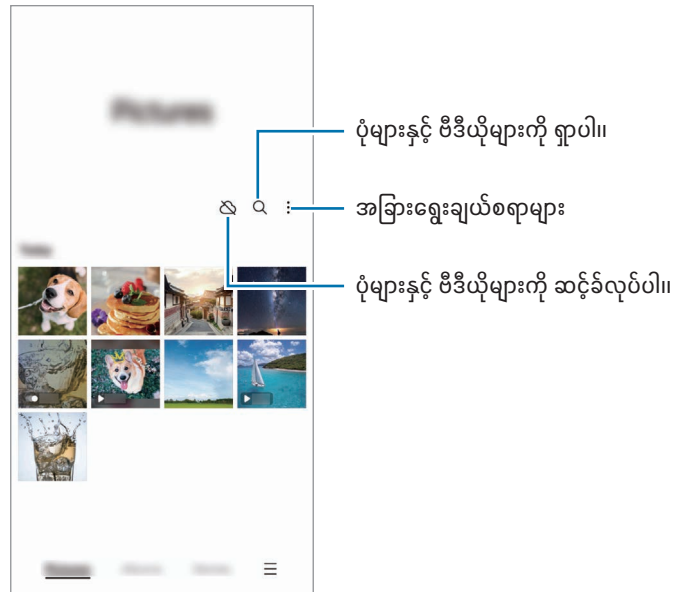 ပုံများနှင့် ဗီဒီယိုများကို ရှာပါ။
အခြားရွေးချယ်စရာများ
ပုံများနှင့် ဗီဒီယိုများကို ဆင့်ခ်လုပ်ပါ။